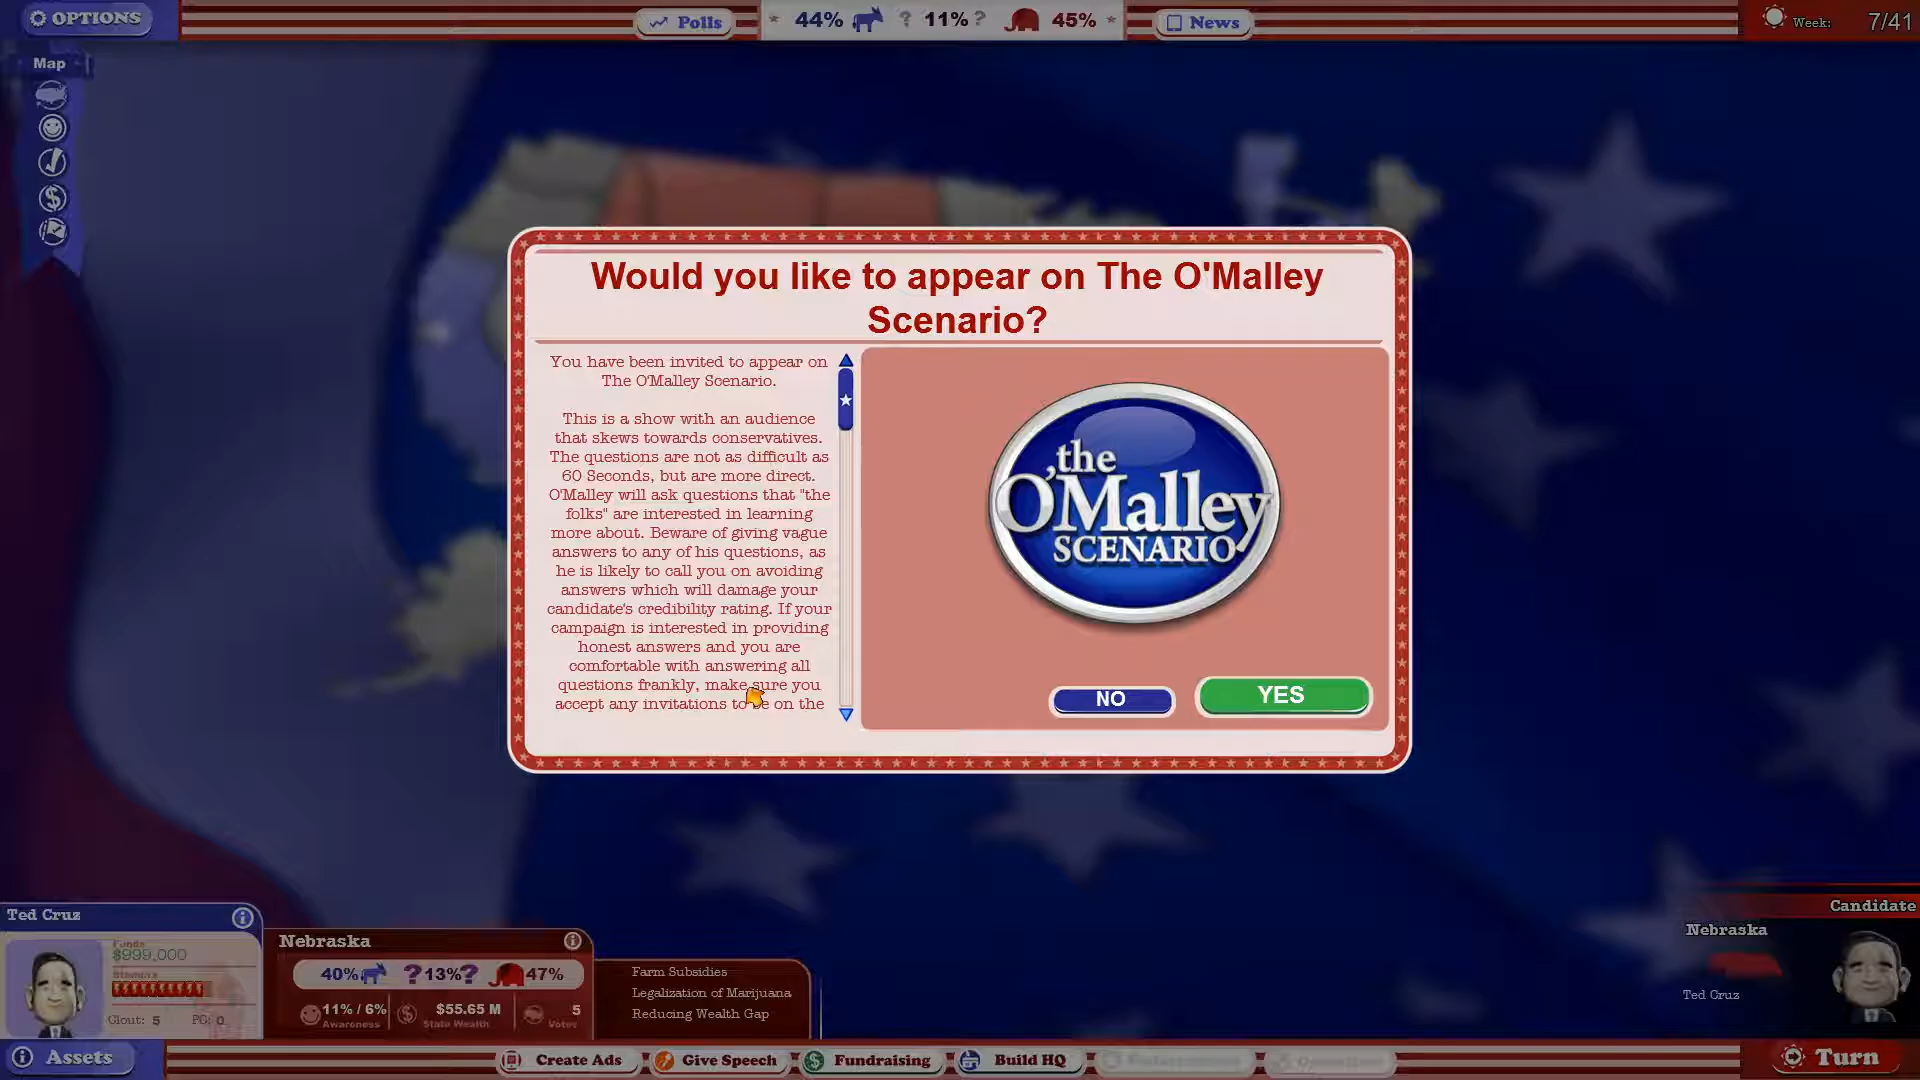 OPTIONS
Polls
44%
? 11% ?
45%
News
Week: 7/41
Map
Would you like to appear on The O'Malley
Scenario?
You have been invited to appear on
The O'Malley Scenario.
This is a show with an audience
that skews towards conservatives.
The questions are not as difficult as
60 Seconds, but are more direct.
O'Malley will ask questions that "the
folks" are interested in learning
more about. Beware of giving vague
answers to any of his questions, as
he is likely to call you on avoiding
answers which will damage your
candidate's credibility rating. If your
campaign is interested in providing
honest answers and you are
comfortable with answering all
questions frankly, make sure you
accept any invitations to be on the
the
O'Malley
SCENARIO
NO
YES
Ted Cruz
Funds
$999,000
Stamina
Clout: 5
PC: 0
Nebraska
40%
?13%?
47%
11% / 6%
Awareness
$55.65 M
State Wealth
5
Votes
Farm Subsidies
Legalization of Marijuana
Reducing Wealth Gap
Candidate
Nebraska
Ted Cruz
Assets
Create Ads
Give Speech
Fundraising
Build HQ
Turn